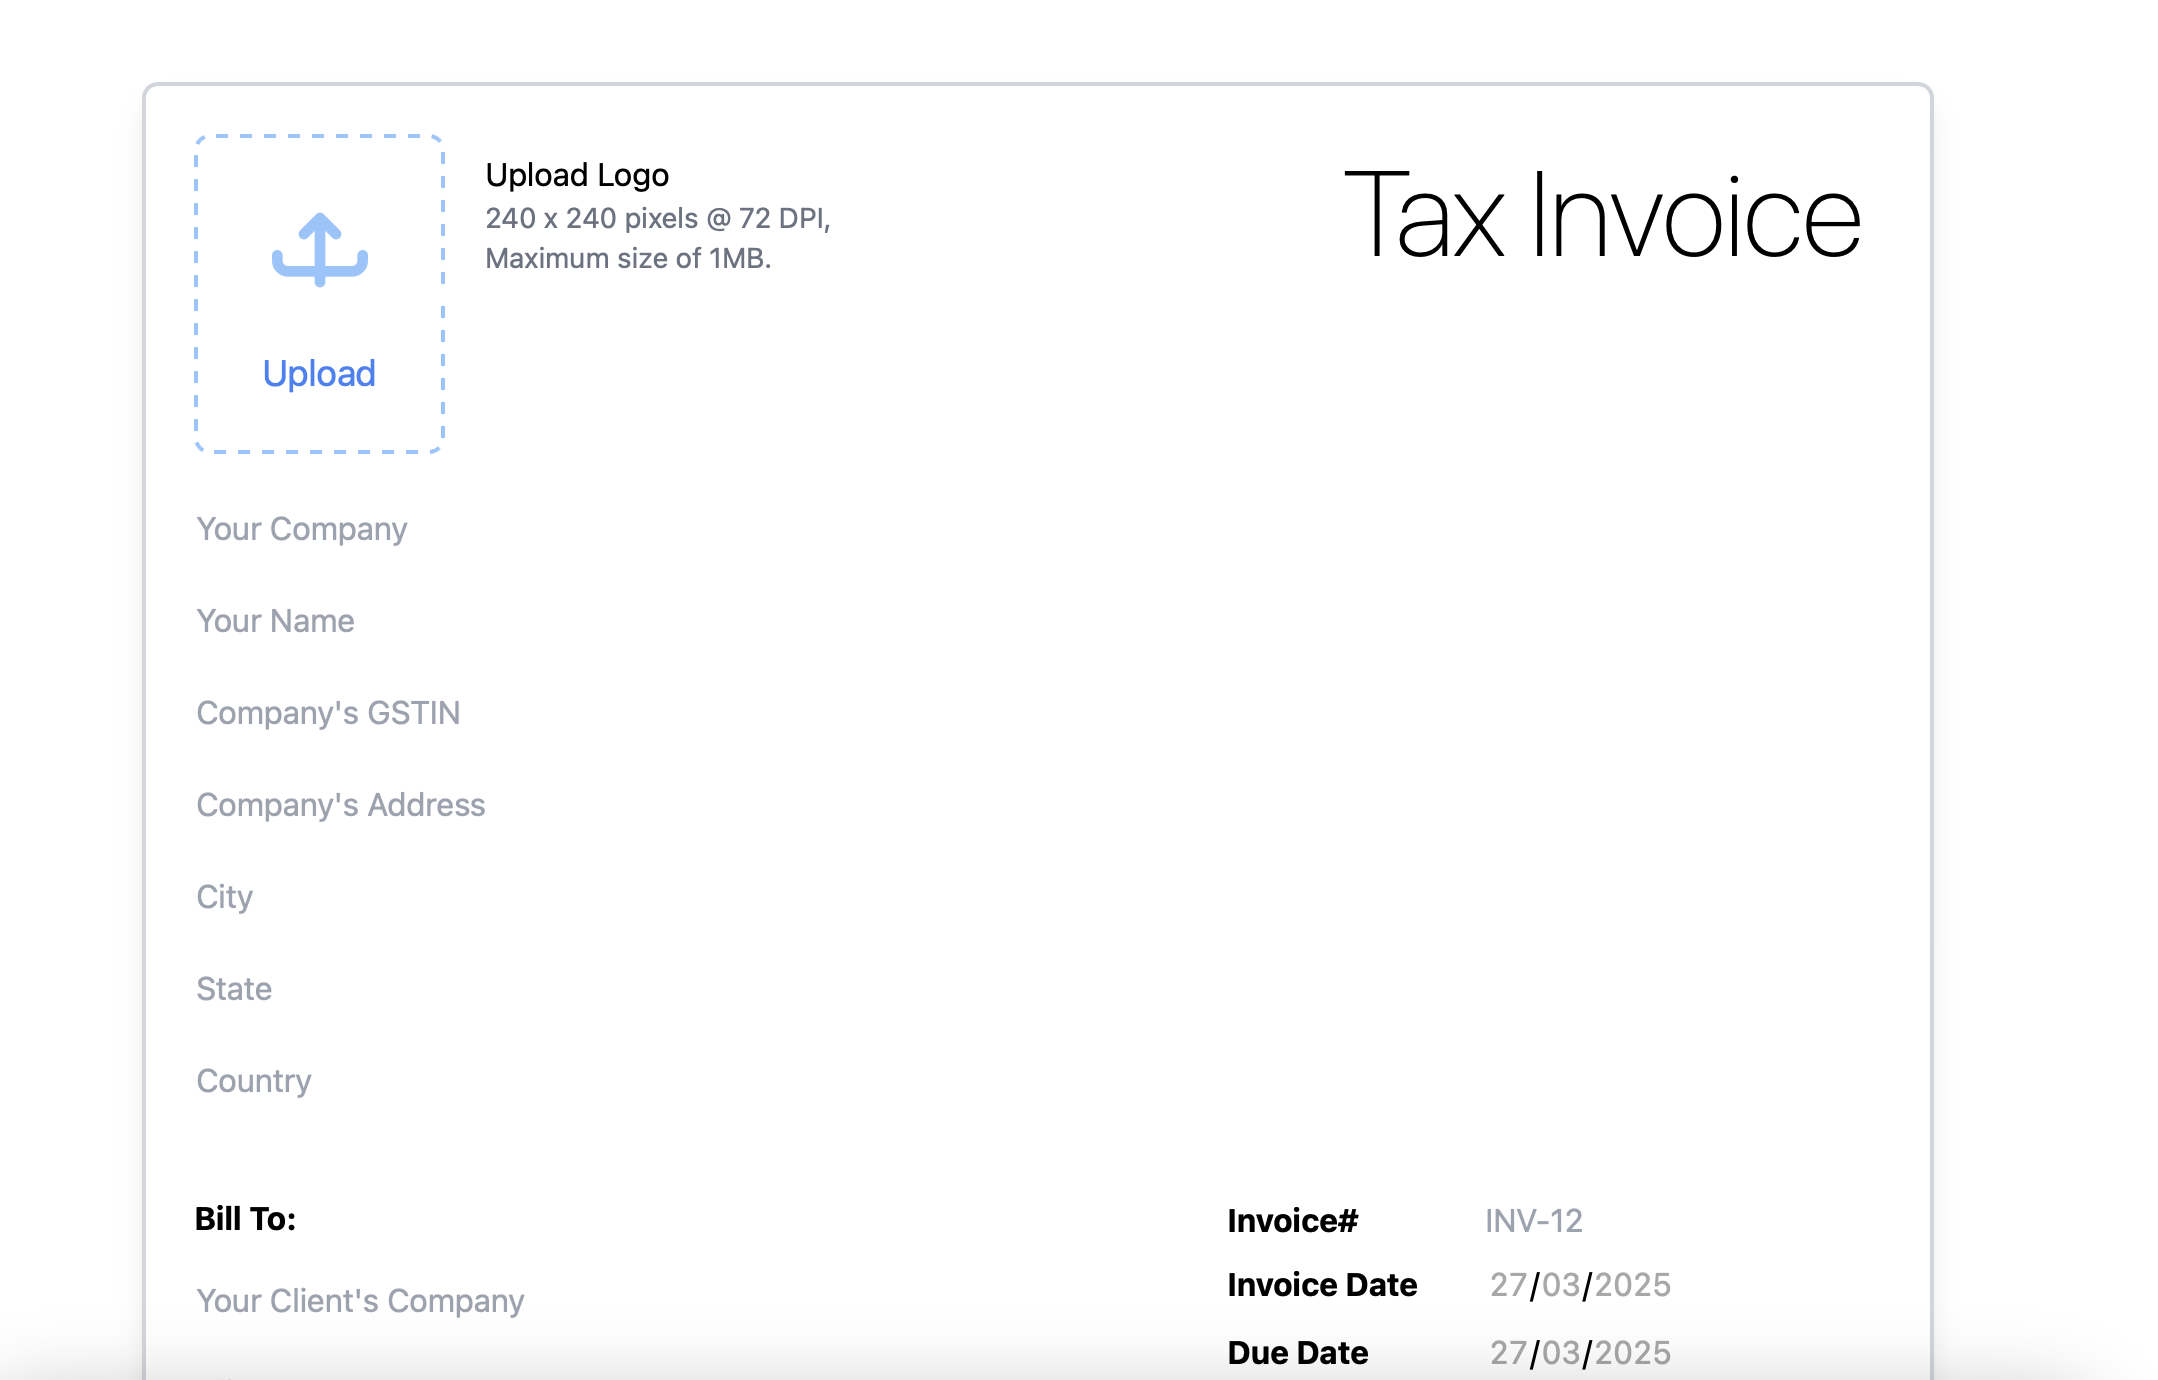 Upload Logo
240 x 240 pixels @ 72 DPI,
Maximum size of 1MB.
Tax Invoice
Upload
Your Company
Your Name
Company's GSTIN
Company's Address
City
State
Country
Bill To:
Your Client's Company
Invoice# INV-12
Invoice Date 27/03/2025
Due Date 27/03/2025